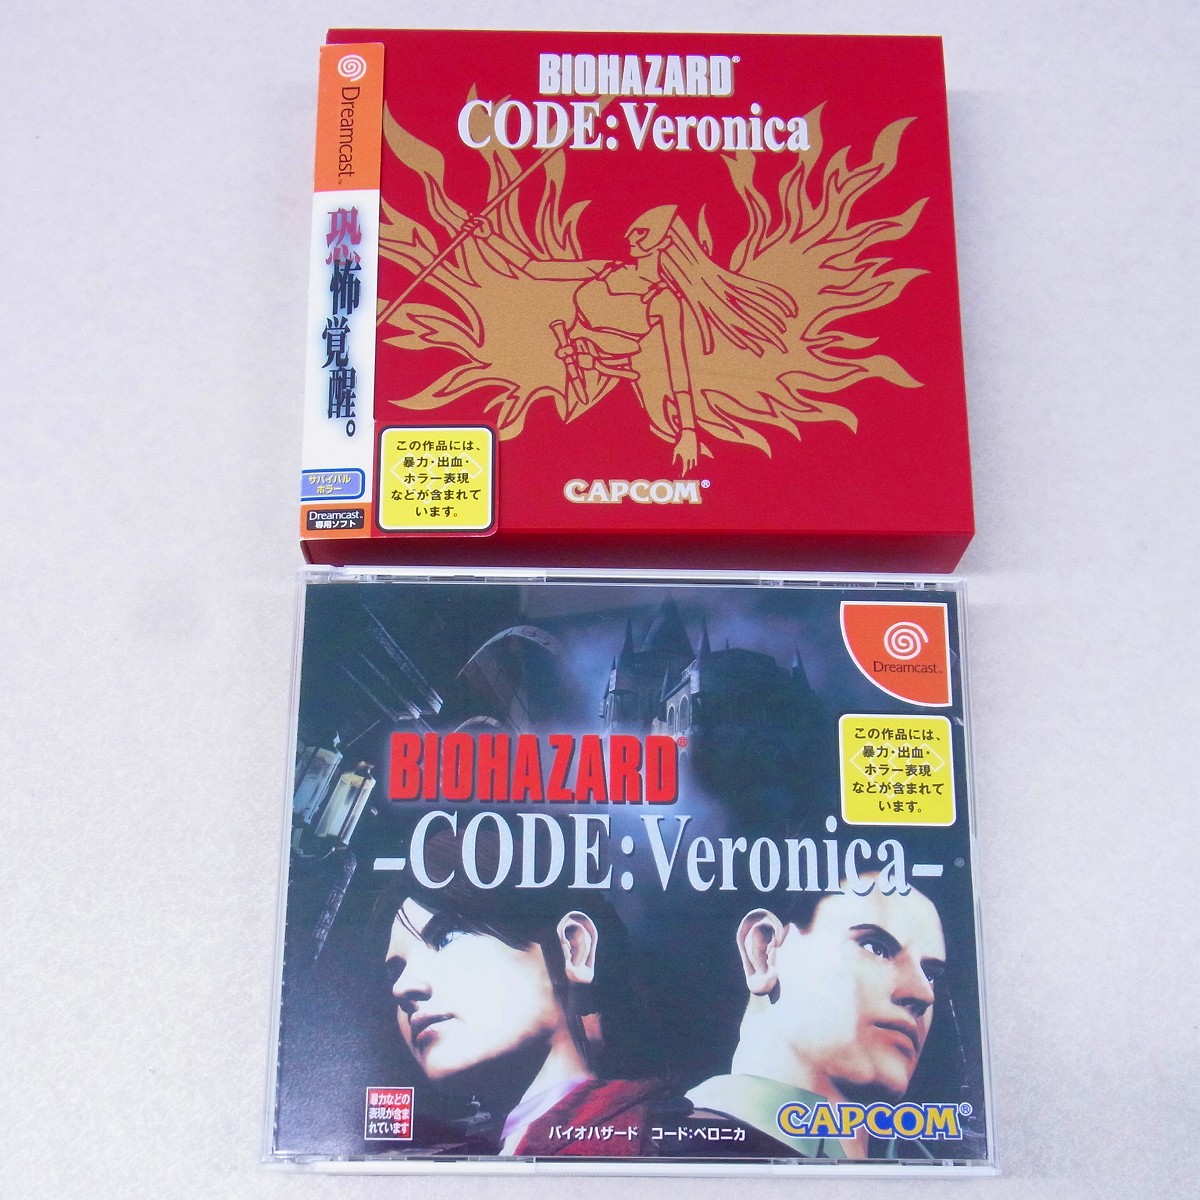 Dreamcast™
恐怖覚醒。
サバイバル
ホラー
Dreamcast™
専用ソフト
BIOHAZARD®
CODE:Veronica
この作品には、
暴力・出血・
ホラー表現
などが含まれて
います。
CAPCOM®
Dreamcast™
この作品には、
暴力・出血・
ホラー表現
などが含まれて
います。
BIOHAZARD®
-CODE:Veronica-
暴力などの
表現が含ま
れています
バイオハザード コード:ベロニカ
CAPCOM®